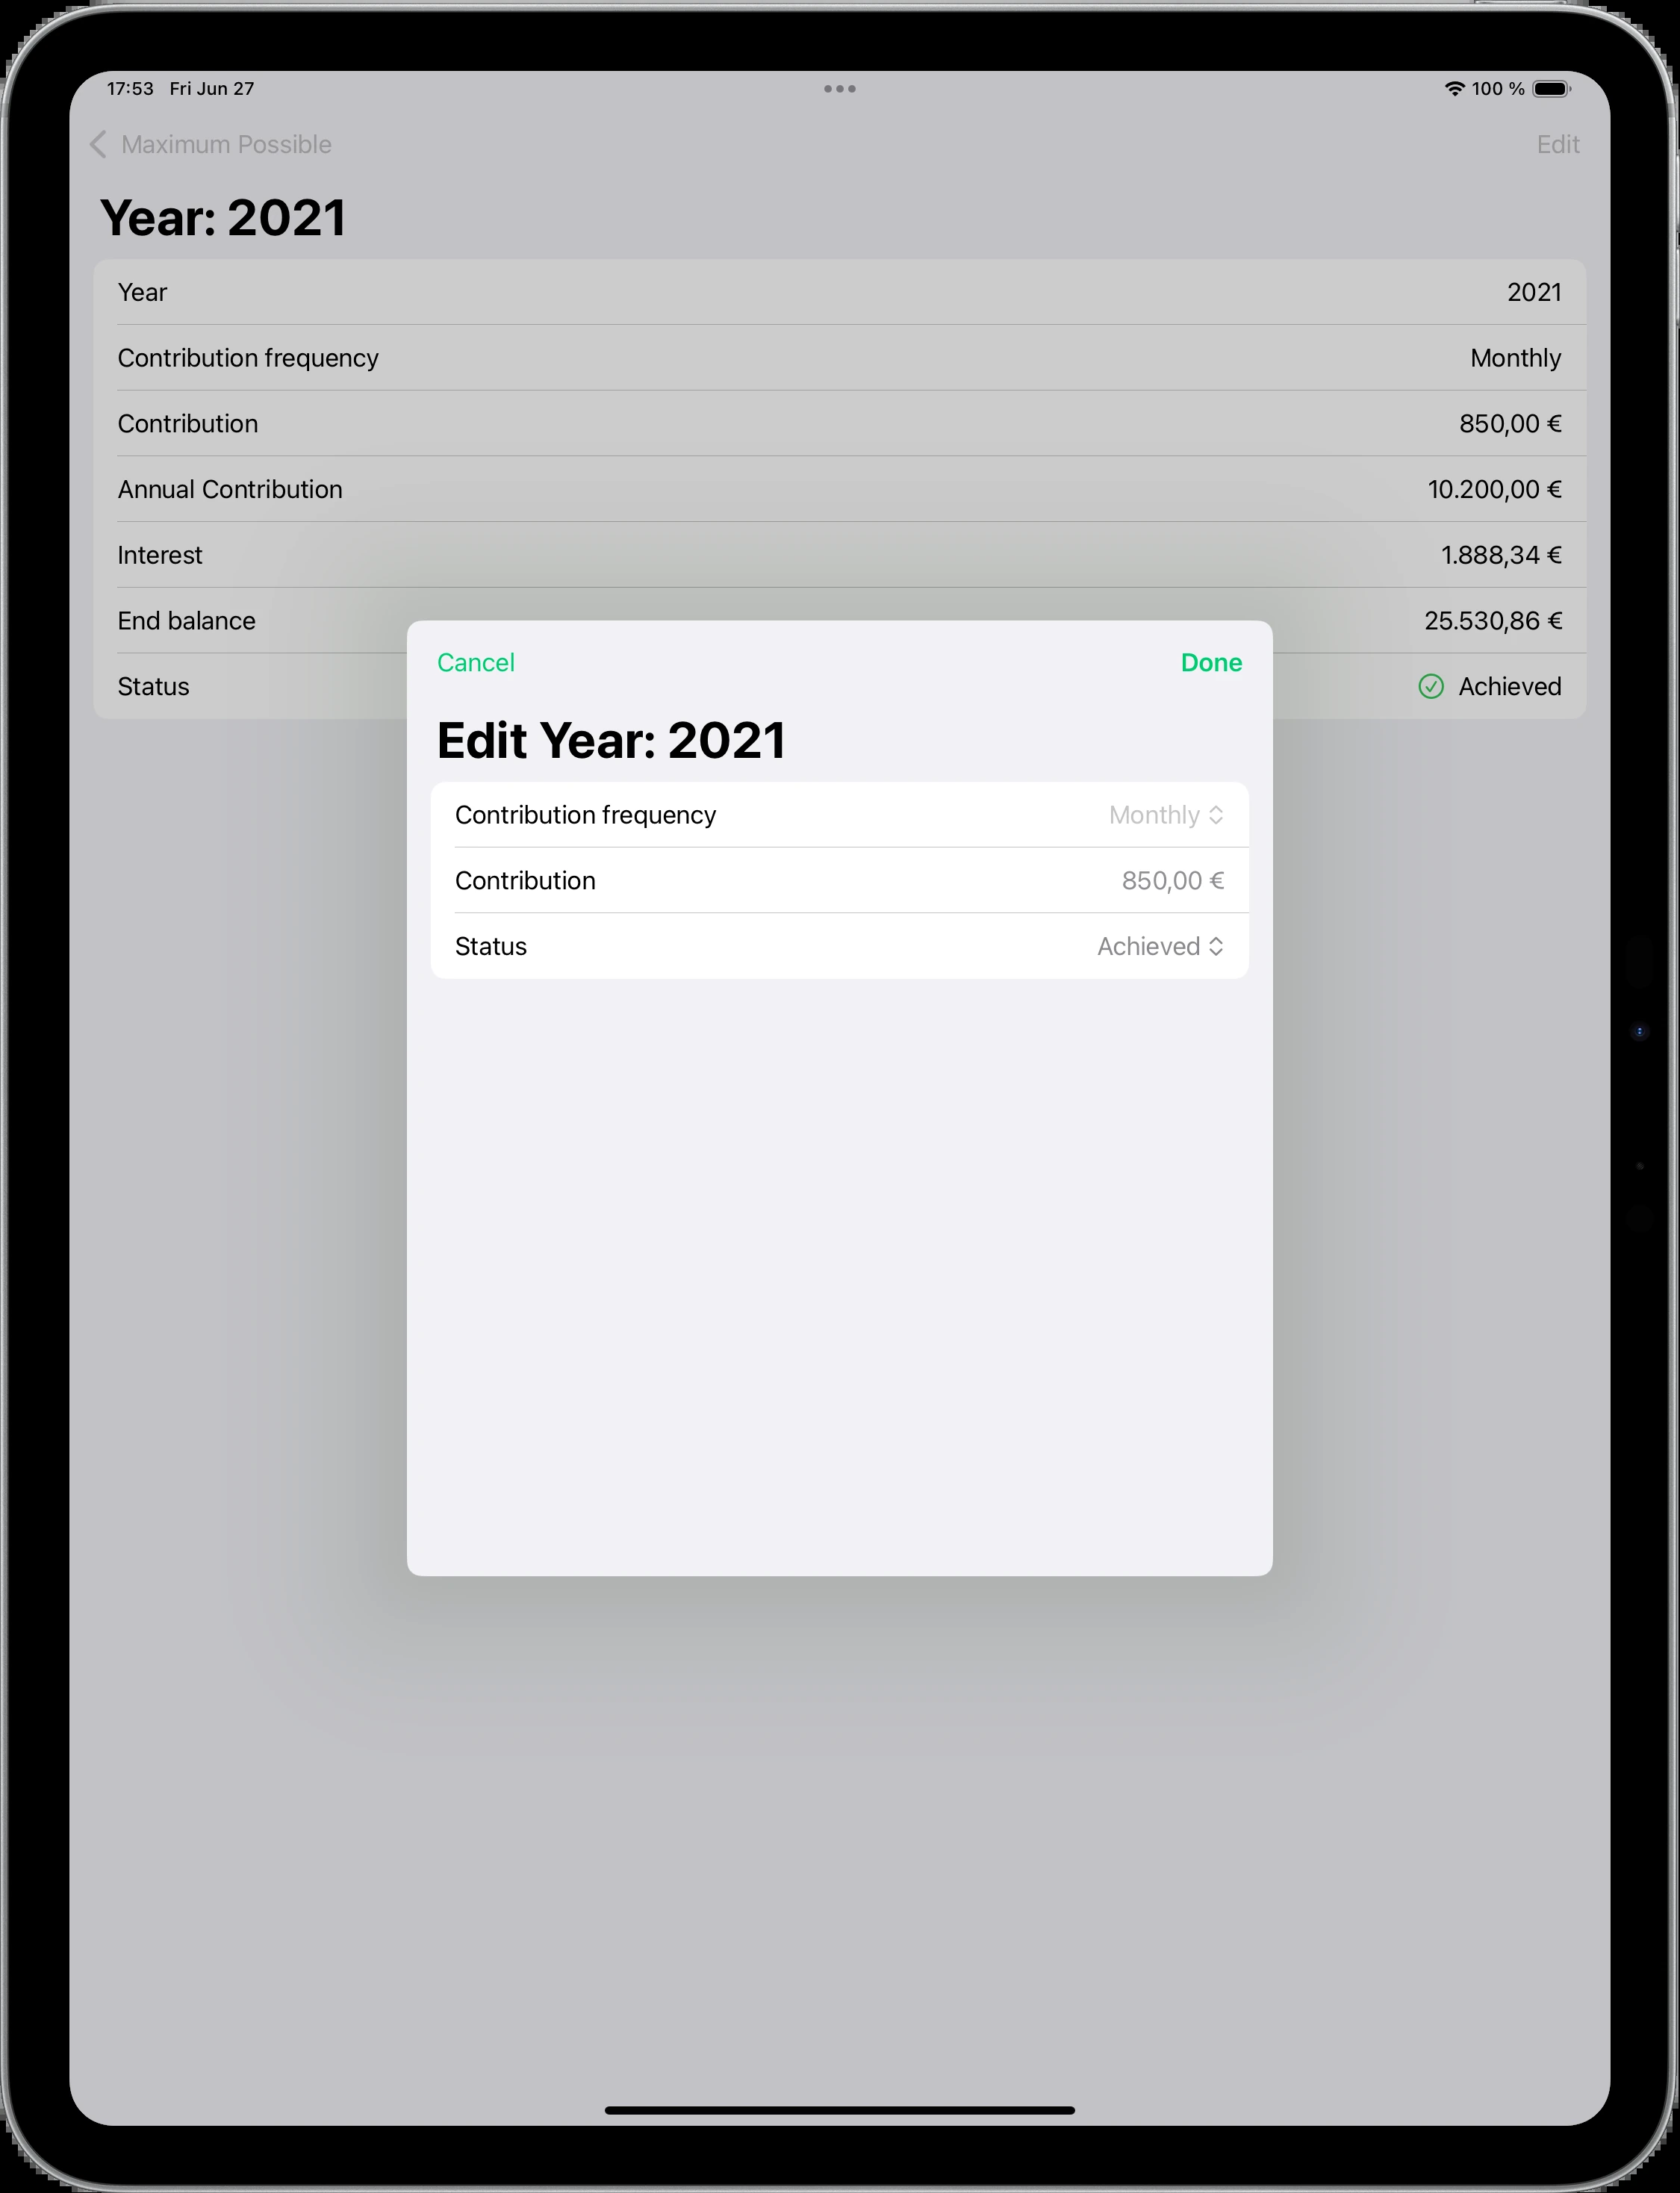 17:53 Fri Jun 27 100 %
Maximum Possible Edit
Year: 2021
Year 2021
Contribution frequency Monthly
Contribution 850,00 €
Annual Contribution 10.200,00 €
Interest 1.888,34 €
End balance 25.530,86 €
Status Achieved
Cancel Done
Edit Year: 2021
Contribution frequency Monthly
Contribution 850,00 €
Status Achieved